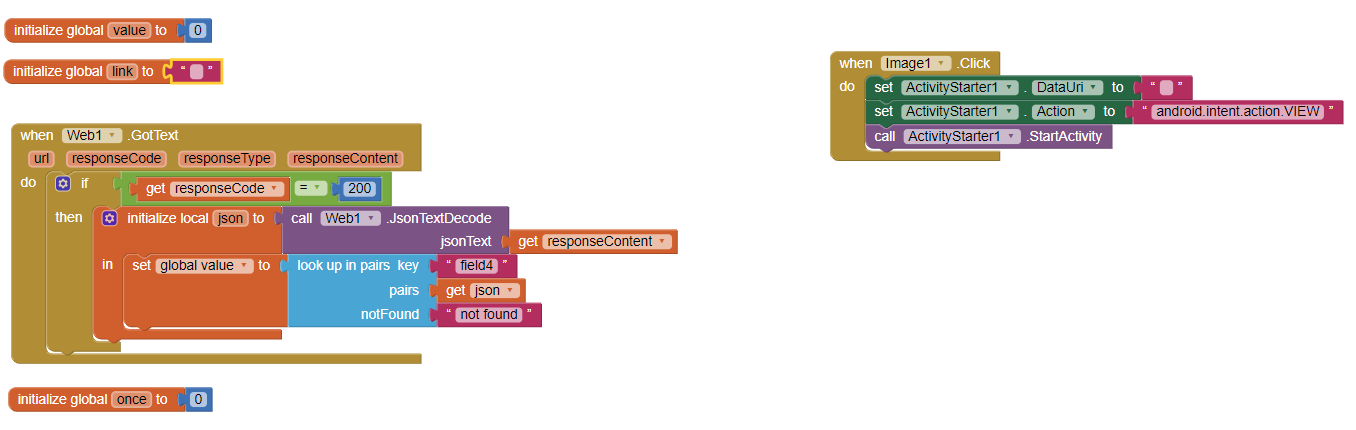 initialize global value to 0
initialize global link to “ ”
when Web1 .GotText
url responseCode responseType responseContent
do if get responseCode = 200
then initialize local json to call Web1 .JsonTextDecode
jsonText get responseContent
in set global value to look up in pairs key “ field4 ”
pairs get json
notFound “ not found ”
initialize global once to 0
when Image1 .Click
do set ActivityStarter1 . DataUri to “ ”
set ActivityStarter1 . Action to “ android.intent.action.VIEW ”
call ActivityStarter1 .StartActivity